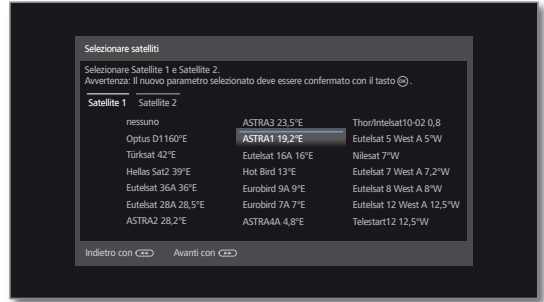 Selezionare satelliti
Selezionare Satellite 1 e Satellite 2.
Avvertenza: Il nuovo parametro selezionato deve essere confermato con il tasto OK.
Satellite 1 Satellite 2
nessuno ASTRA3 23,5°E Thor/Intelsat10-02 0,8
Optus D1160°E ASTRA1 19,2°E Eutelsat 5 West A 5°W
Türksat 42°E Eutelsat 16A 16°E Nilesat 7°W
Hellas Sat2 39°E Hot Bird 13°E Eutelsat 7 West A 7,2°W
Eutelsat 36A 36°E Eurobird 9A 9°E Eutelsat 8 West A 8°W
Eutelsat 28A 28,5°E Eurobird 7A 7°E Eutelsat 12 West A 12,5°W
ASTRA2 28,2°E ASTRA4A 4,8°E Telestart12 12,5°W
Indietro con Avanti con